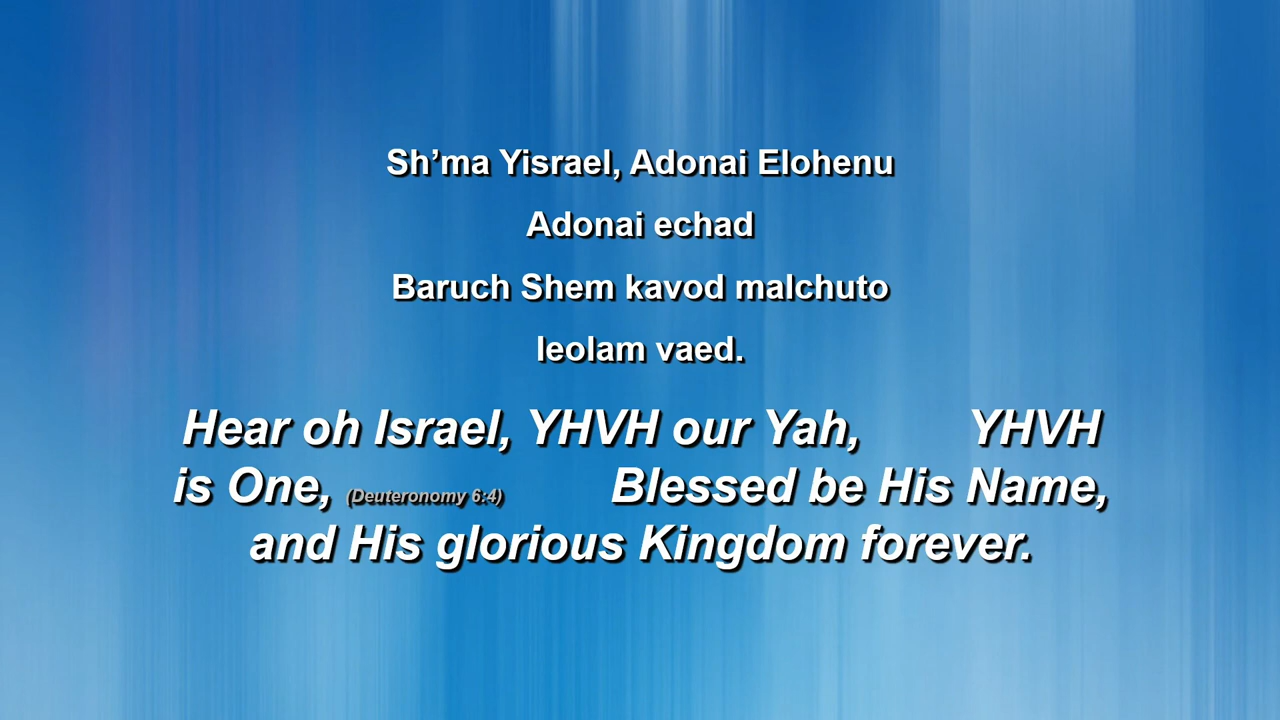 Sh’ma Yisrael, Adonai Elohenu
Adonai echad
Baruch Shem kavod malchuto
leolam vaed.
Hear oh Israel, YHVH our Yah, YHVH
is One, (Deuteronomy 6:4) Blessed be His Name,
and His glorious Kingdom forever.